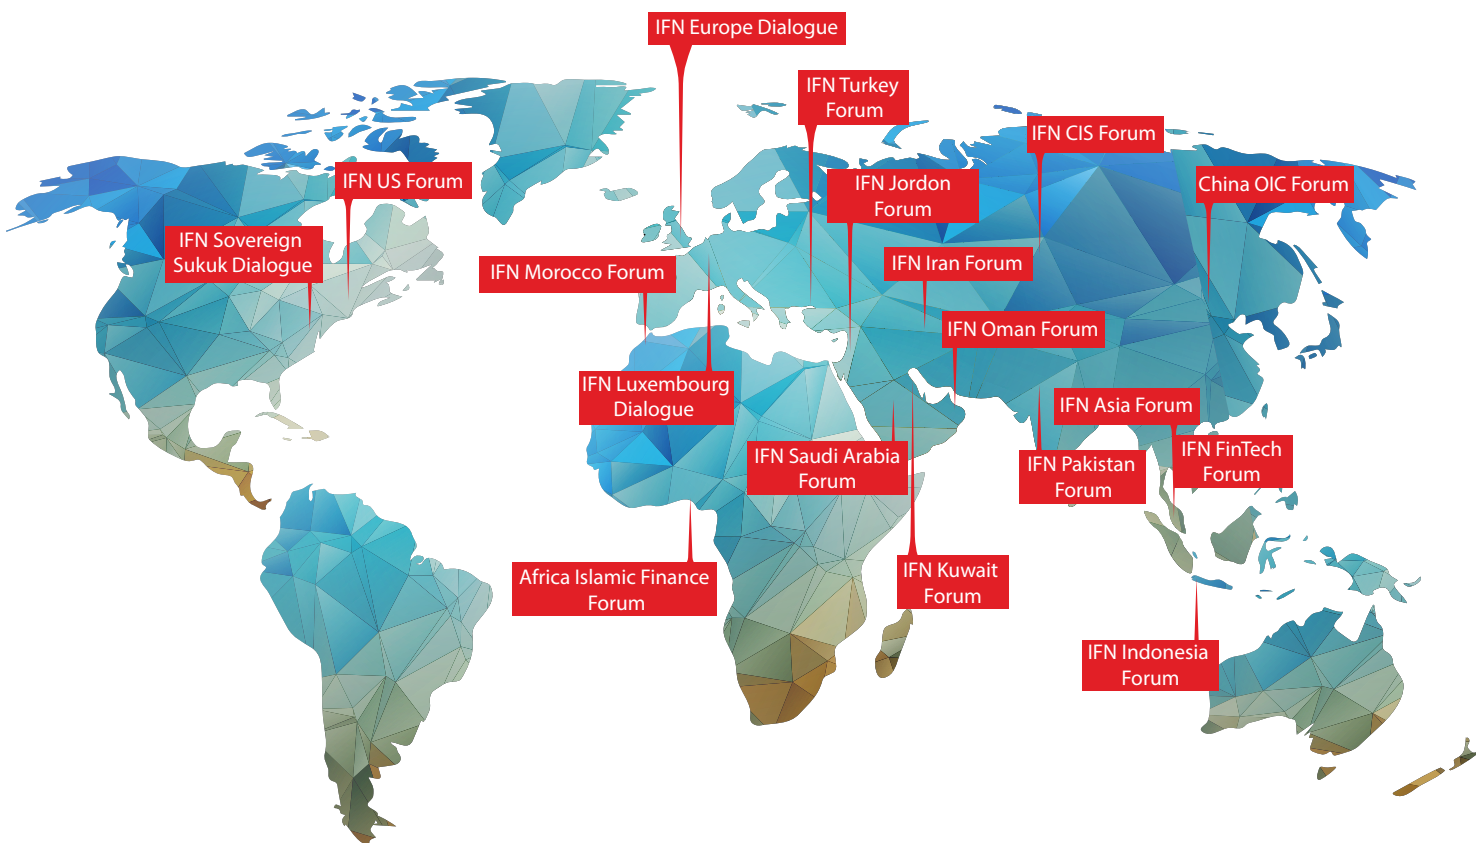 IFN Europe Dialogue
IFN Turkey
Forum
IFN CIS Forum
IFN US Forum
IFN Jordon
Forum
China OIC Forum
IFN Sovereign
Sukuk Dialogue
IFN Morocco Forum
IFN Iran Forum
IFN Oman Forum
IFN Luxembourg
Dialogue
IFN Asia Forum
IFN Saudi Arabia
Forum
IFN Pakistan
Forum
IFN FinTech
Forum
Africa Islamic Finance
Forum
IFN Kuwait
Forum
IFN Indonesia
Forum